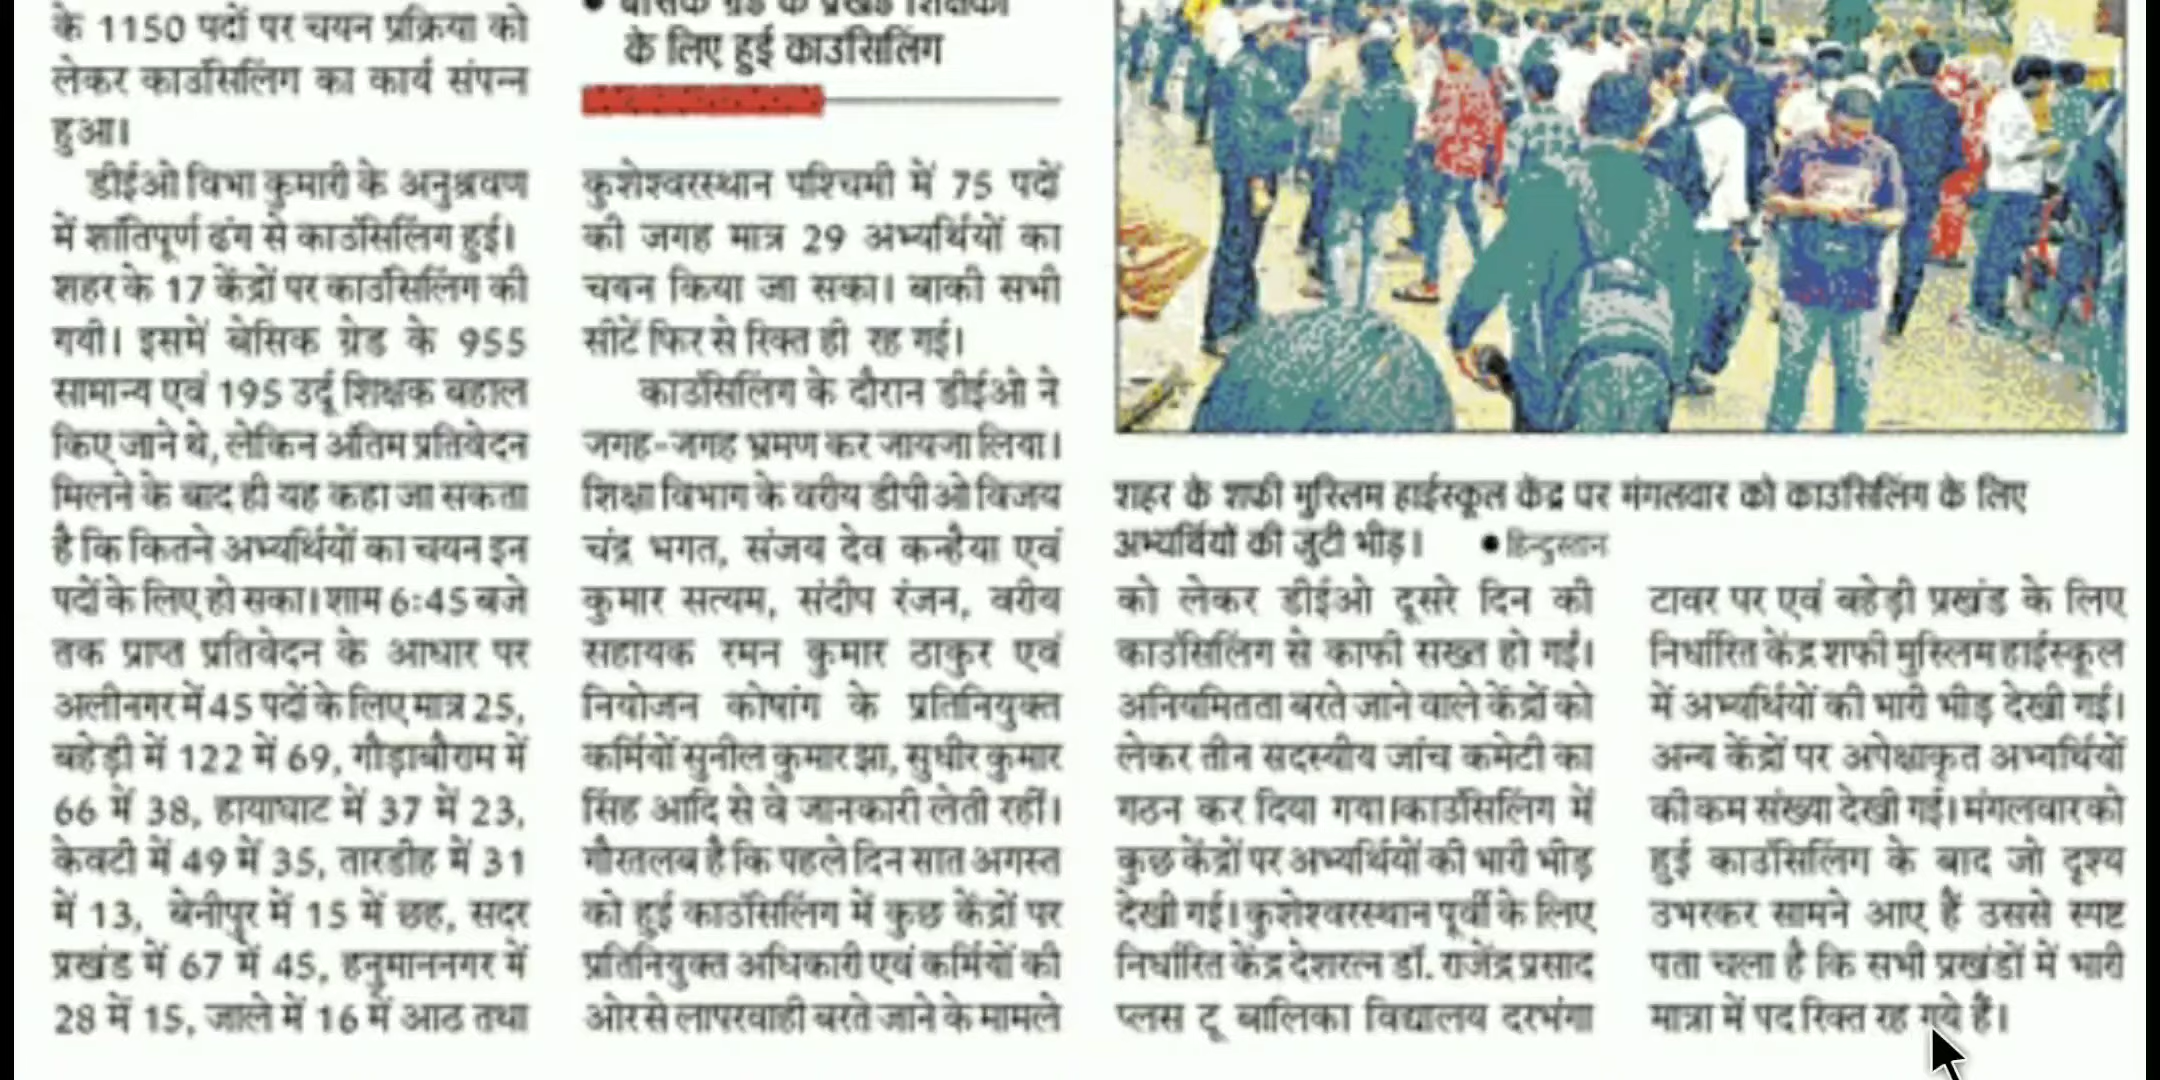 के 1150 पदों पर चयन प्रक्रिया को
लेकर काउंसिलिंग का कार्य संपन्न
हुआ।
डीईओ विभा कुमारी के अनुश्रवण
में शांतिपूर्ण ढंग से काउंसिलिंग हुई।
शहर के 17 केंद्रों पर काउंसिलिंग की
गयी। इसमें बेसिक ग्रेड के 955
सामान्य एवं 195 उर्दू शिक्षक बहाल
किए जाने थे, लेकिन अंतिम प्रतिवेदन
मिलने के बाद ही यह कहा जा सकता
है कि कितने अभ्यर्थियों का चयन इन
पदों के लिए हो सका। शाम 6:45 बजे
तक प्राप्त प्रतिवेदन के आधार पर
अलीनगर में 45 पदों के लिए मात्र 25,
बहेड़ी में 122 में 69, गौड़ाबौराम में
66 में 38, हायाघाट में 37 में 23,
केवटी में 49 में 35, तारडीह में 31
में 13, बेनीपुर में 15 में छह, सदर
प्रखंड में 67 में 45, हनुमाननगर में
28 में 15, जाले में 16 में आठ तथा
• बेसिक ग्रेड के प्रखंड शिक्षकों
के लिए हुई काउंसिलिंग
कुशेश्वरस्थान पश्चिमी में 75 पदों
की जगह मात्र 29 अभ्यर्थियों का
चयन किया जा सका। बाकी सभी
सीटें फिर से रिक्त ही रह गई।
काउंसिलिंग के दौरान डीईओ ने
जगह-जगह भ्रमण कर जायजा लिया।
शिक्षा विभाग के वरीय डीपीओ विजय
चंद्र भगत, संजय देव कन्हैया एवं
कुमार सत्यम, संदीप रंजन, वरीय
सहायक रमन कुमार ठाकुर एवं
नियोजन कोषांग के प्रतिनियुक्त
कर्मियों सुनील कुमार झा, सुधीर कुमार
सिंह आदि से वे जानकारी लेती रहीं।
गौरतलब है कि पहले दिन सात अगस्त
को हुई काउंसिलिंग में कुछ केंद्रों पर
प्रतिनियुक्त अधिकारी एवं कर्मियों की
ओर से लापरवाही बरते जाने के मामले
शहर के शफी मुस्लिम हाईस्कूल केंद्र पर मंगलवार को काउंसिलिंग के लिए
अभ्यर्थियों की जुटी भीड़। • हिन्दुस्तान
को लेकर डीईओ दूसरे दिन की
काउंसिलिंग से काफी सख्त हो गईं।
अनियमितता बरते जाने वाले केंद्रों को
लेकर तीन सदस्यीय जांच कमेटी का
गठन कर दिया गया।काउंसिलिंग में
कुछ केंद्रों पर अभ्यर्थियों की भारी भीड़
देखी गई। कुशेश्वरस्थान पूर्वी के लिए
निर्धारित केंद्र देशरत्न डॉ. राजेंद्र प्रसाद
प्लस टू बालिका विद्यालय दरभंगा
टावर पर एवं बहेड़ी प्रखंड के लिए
निर्धारित केंद्र शफी मुस्लिम हाईस्कूल
में अभ्यर्थियों की भारी भीड़ देखी गई।
अन्य केंद्रों पर अपेक्षाकृत अभ्यर्थियों
की कम संख्या देखी गई। मंगलवार को
हुई काउंसिलिंग के बाद जो दृश्य
उभरकर सामने आए हैं उससे स्पष्ट
पता चला है कि सभी प्रखंडों में भारी
मात्रा में पद रिक्त रह गये हैं।